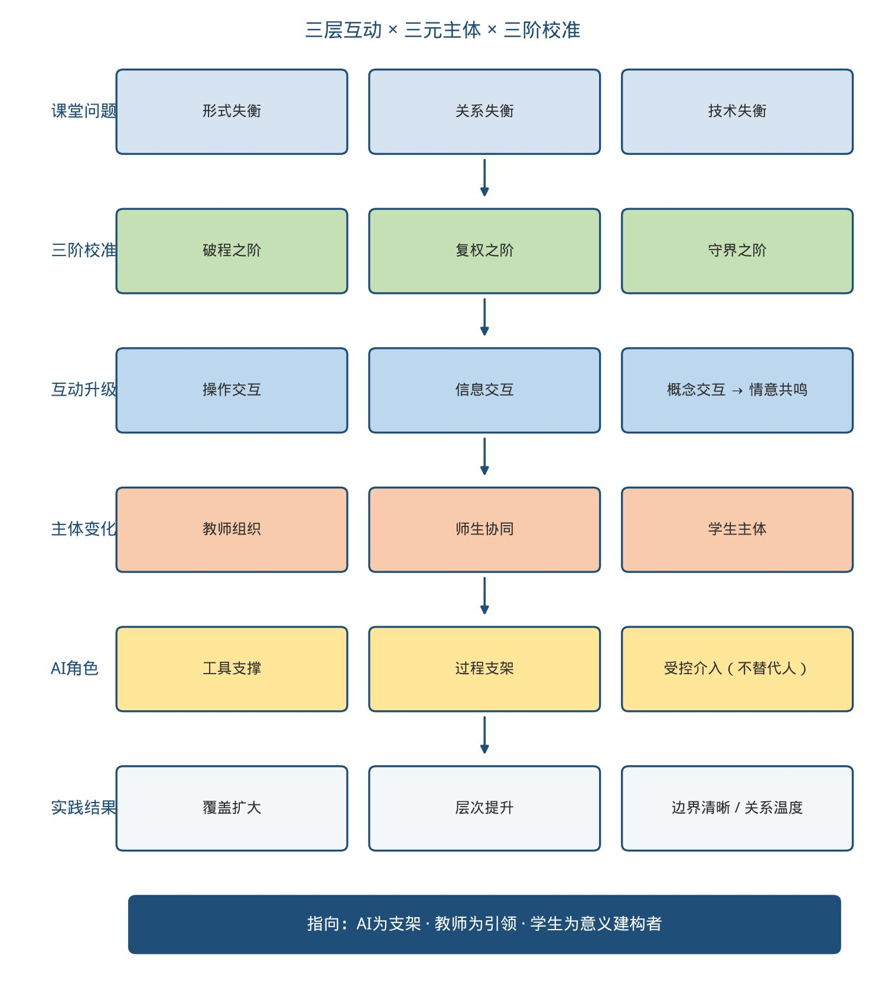 三层互动 × 三元主体 × 三阶校准
课堂问题
形式失衡
关系失衡
技术失衡
三阶校准
破程之阶
复权之阶
守界之阶
互动升级
操作交互
信息交互
概念交互 → 情意共鸣
主体变化
教师组织
师生协同
学生主体
AI角色
工具支撑
过程支架
受控介入（不替代人）
实践结果
覆盖扩大
层次提升
边界清晰 / 关系温度
指向：AI为支架 · 教师为引领 · 学生为意义建构者